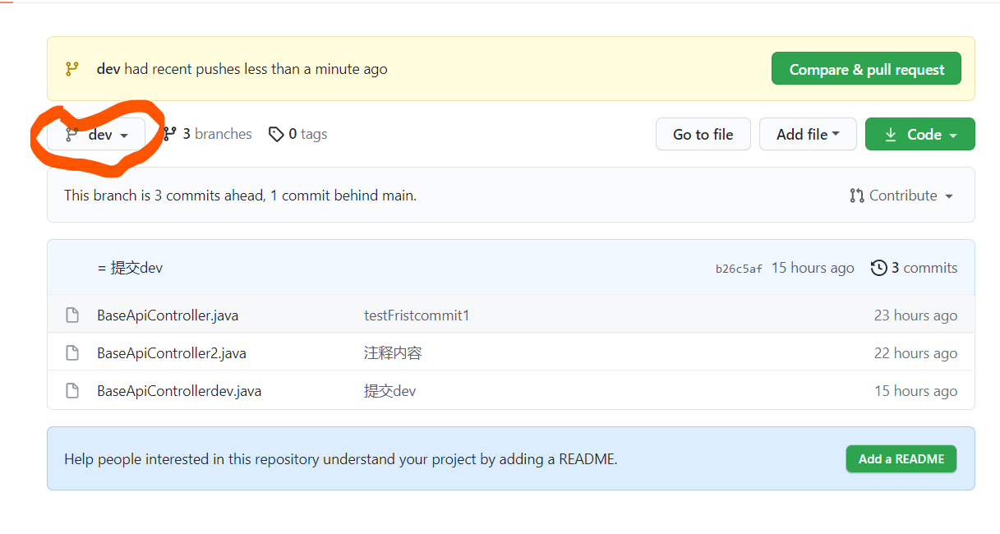 dev had recent pushes less than a minute ago Compare & pull request
dev 3 branches 0 tags Go to file Add file Code
This branch is 3 commits ahead, 1 commit behind main. Contribute
= 提交dev b26c5af 15 hours ago 3 commits
BaseApiController.java testFristcommit1 23 hours ago
BaseApiController2.java 注释内容 22 hours ago
BaseApiControllerdev.java 提交dev 15 hours ago
Help people interested in this repository understand your project by adding a README. Add a README